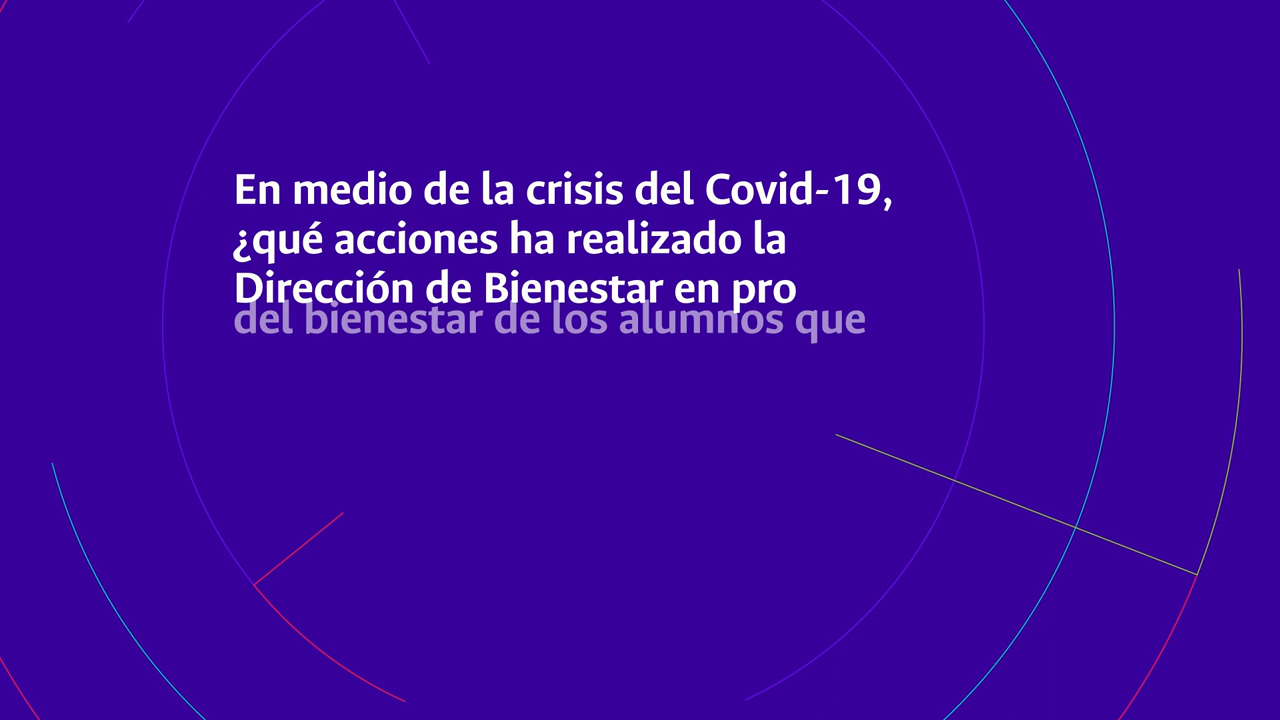 En medio de la crisis del Covid-19,
¿qué acciones ha realizado la
Dirección de Bienestar en pro
del bienestar de los alumnos que